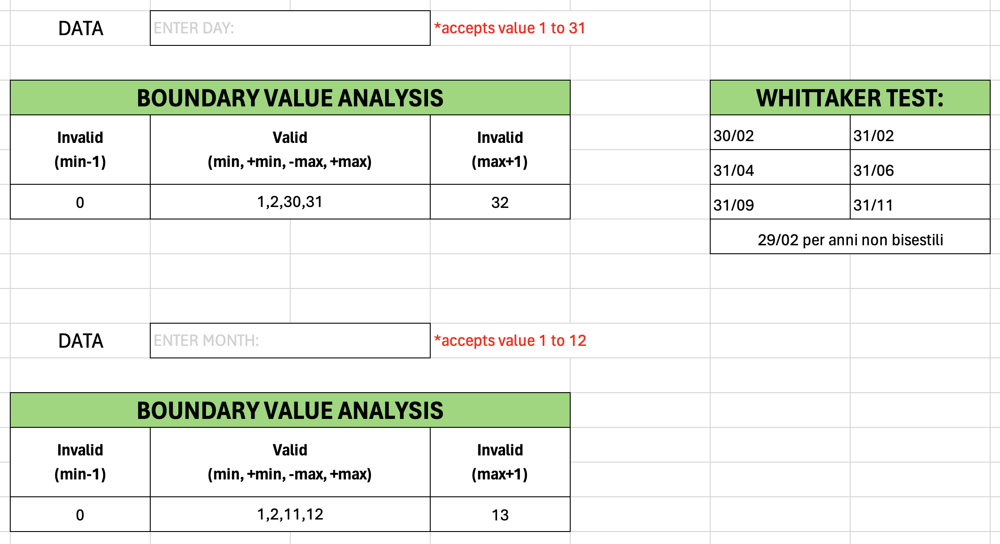 DATA
ENTER DAY:
*accepts value 1 to 31
BOUNDARY VALUE ANALYSIS
Invalid
(min-1)
Valid
(min, +min, -max, +max)
Invalid
(max+1)
0
1,2,30,31
32
WHITTAKER TEST:
30/02
31/02
31/04
31/06
31/09
31/11
29/02 per anni non bisestili
DATA
ENTER MONTH:
*accepts value 1 to 12
BOUNDARY VALUE ANALYSIS
Invalid
(min-1)
Valid
(min, +min, -max, +max)
Invalid
(max+1)
0
1,2,11,12
13